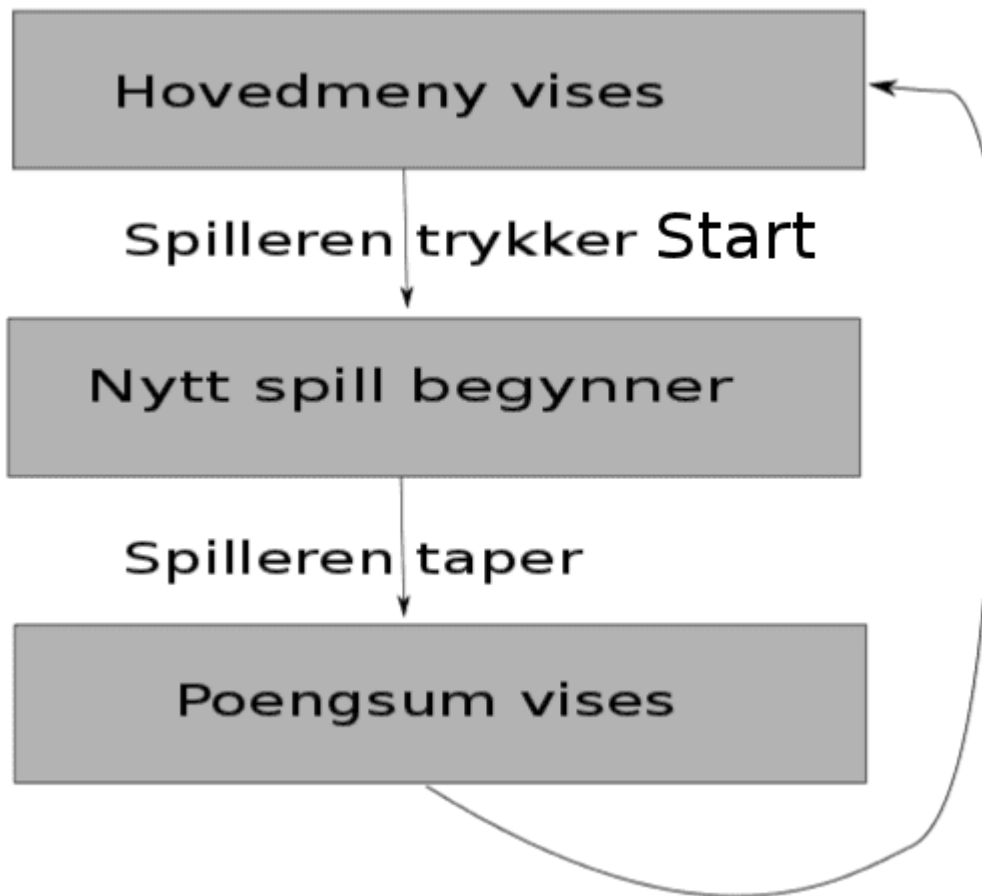 Hovedmeny vises
Spilleren trykker Start
Nytt spill begynner
Spilleren taper
Poengsum vises